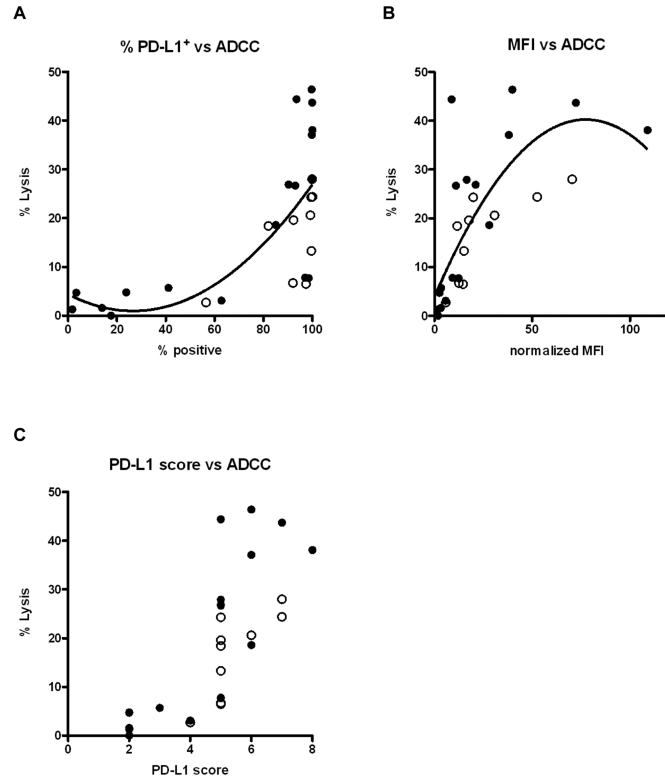 A
% PD-L1+ vs ADCC
50
40
30
20
10
0
% Lysis
0 20 40 60 80 100
% positive
B
MFI vs ADCC
50
40
30
20
10
0
% Lysis
0 50 100
normalized MFI
C
PD-L1 score vs ADCC
50
40
30
20
10
0
% Lysis
0 2 4 6 8
PD-L1 score